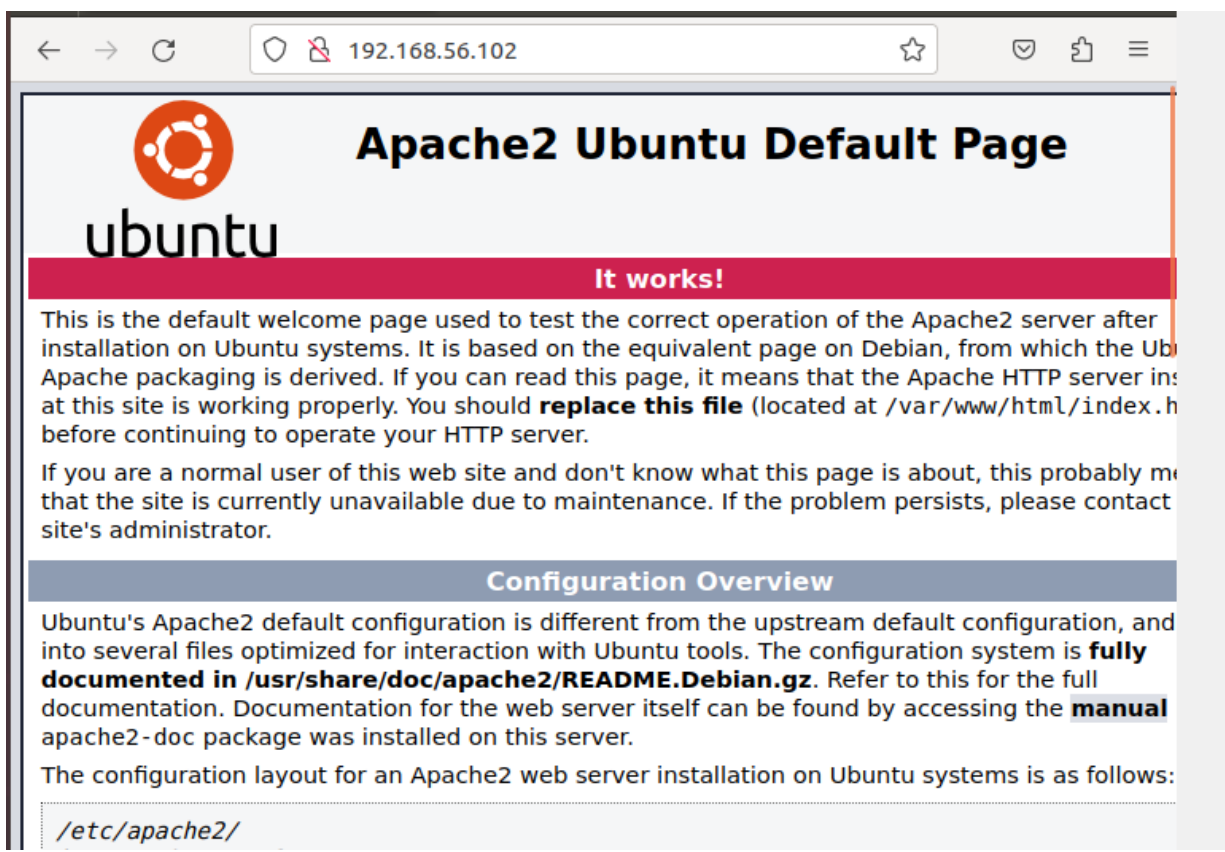 192.168.56.102
ubuntu
Apache2 Ubuntu Default Page
It works!
This is the default welcome page used to test the correct operation of the Apache2 server after
installation on Ubuntu systems. It is based on the equivalent page on Debian, from which the
Apache packaging is derived. If you can read this page, it means that the Apache HTTP server
at this site is working properly. You should replace this file (located at /var/www/html/index.h
before continuing to operate your HTTP server.
If you are a normal user of this web site and don't know what this page is about, this probably
that the site is currently unavailable due to maintenance. If the problem persists, please contact
site's administrator.
Configuration Overview
Ubuntu's Apache2 default configuration is different from the upstream default configuration, and
into several files optimized for interaction with Ubuntu tools. The configuration system is fully
documented in /usr/share/doc/apache2/README.Debian.gz. Refer to this for the full
documentation. Documentation for the web server itself can be found by accessing the manual
apache2-doc package was installed on this server.
The configuration layout for an Apache2 web server installation on Ubuntu systems is as follows:
/etc/apache2/